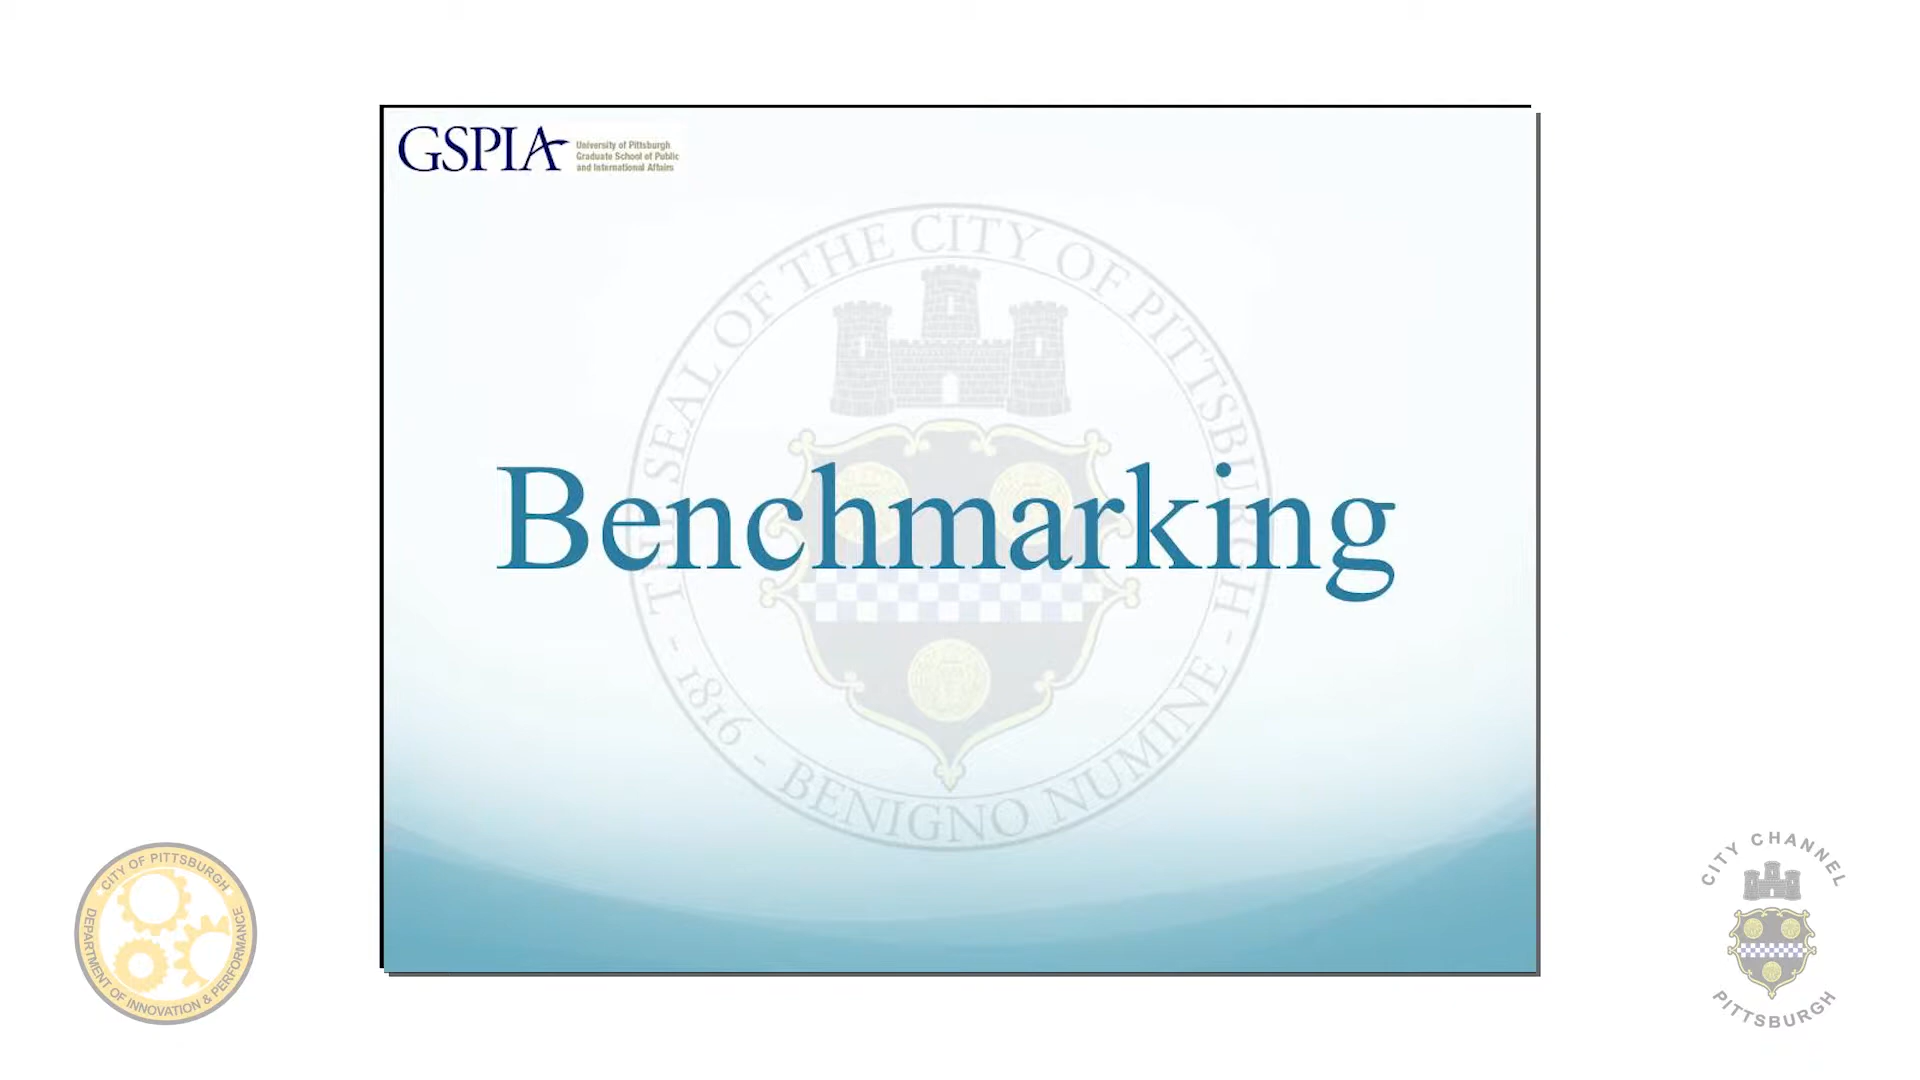 GSPIA
University of Pittsburgh
Graduate School of Public
and International Affairs
THE SEAL OF THE CITY OF PITTSBURGH
- 1816 - BENIGNO NUMINE -
Benchmarking
CITY OF PITTSBURGH
DEPARTMENT OF INNOVATION & PERFORMANCE
CITY CHANNEL
PITTSBURGH